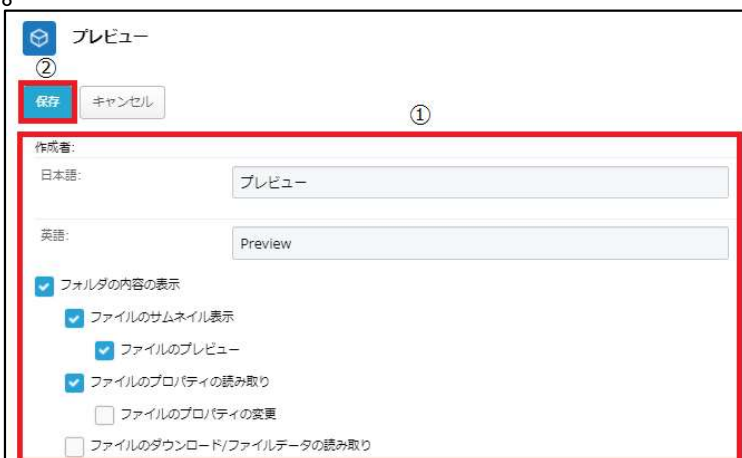 プレビュー
②
保存 キャンセル
①
作成者:
日本語: プレビュー
英語: Preview
フォルダの内容の表示
ファイルのサムネイル表示
ファイルのプレビュー
ファイルのプロパティの読み取り
ファイルのプロパティの変更
ファイルのダウンロード/ファイルデータの読み取り